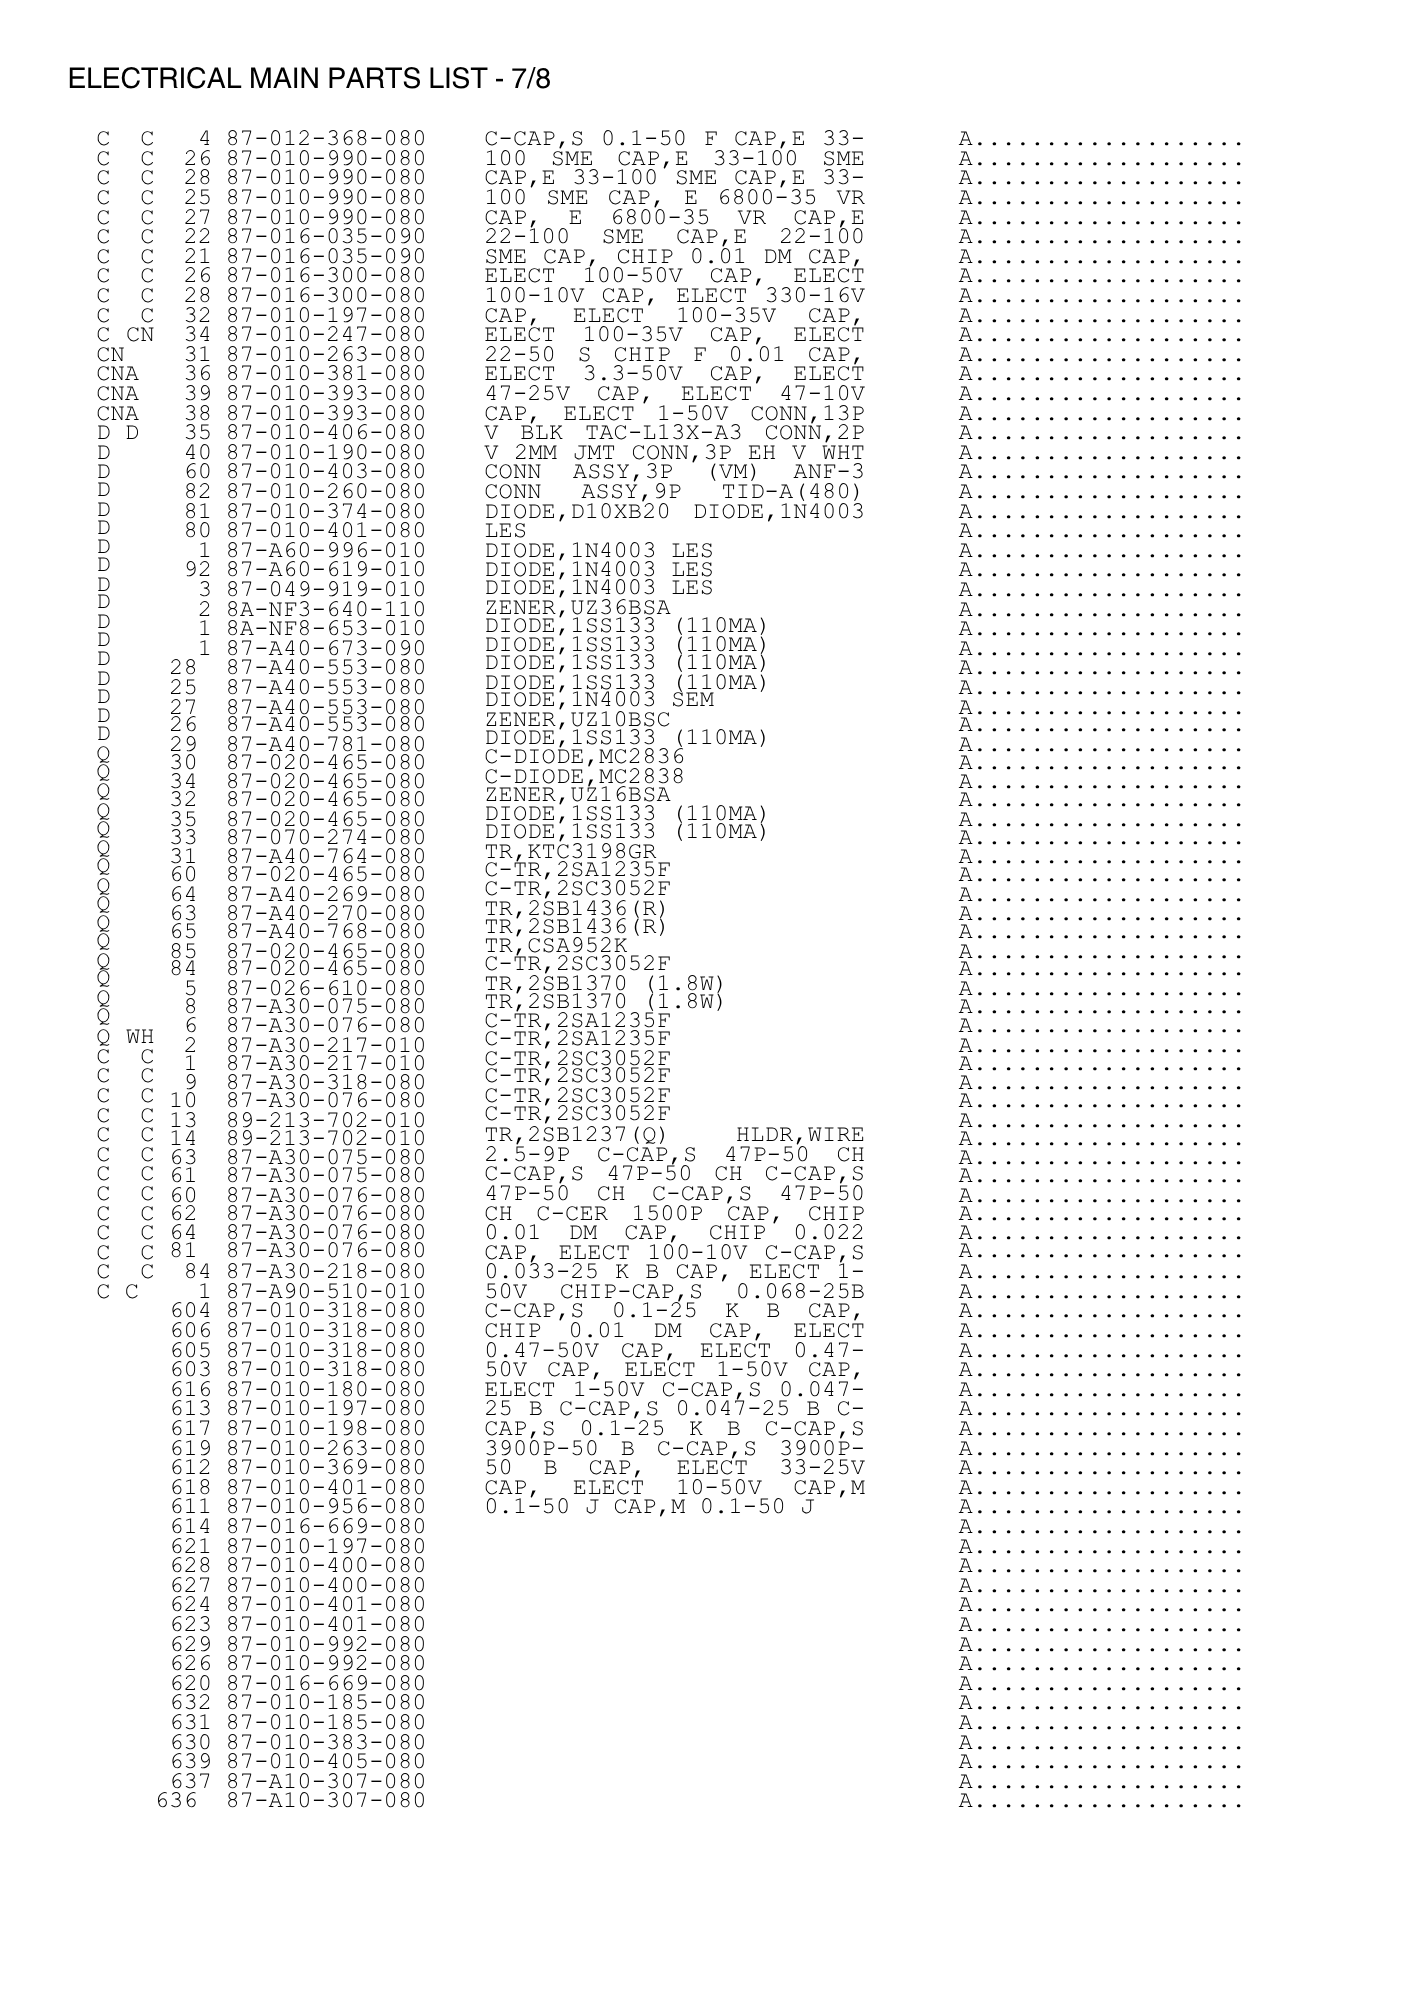 ELECTRICAL MAIN PARTS LIST - 7/8
C C 4 87-012-368-080 C-CAP,S 0.1-50 F CAP,E 33- A...................
C C 26 87-010-990-080 100 SME CAP,E 33-100 SME A...................
C C 28 87-010-990-080 CAP,E 33-100 SME CAP,E 33- A...................
C C 25 87-010-990-080 100 SME CAP, E 6800-35 VR A...................
C C 27 87-010-990-080 CAP, E 6800-35 VR CAP,E A...................
C C 22 87-016-035-090 22-100 SME CAP,E 22-100 A...................
C C 21 87-016-035-090 SME CAP, CHIP 0.01 DM CAP, A...................
C C 26 87-016-300-080 ELECT 100-50V CAP, ELECT A...................
C C 28 87-016-300-080 100-10V CAP, ELECT 330-16V A...................
C C 32 87-010-197-080 CAP, ELECT 100-35V CAP, A...................
C CN 34 87-010-247-080 ELECT 100-35V CAP, ELECT A...................
CN 31 87-010-263-080 22-50 S CHIP F 0.01 CAP, A...................
CNA 36 87-010-381-080 ELECT 3.3-50V CAP, ELECT A...................
CNA 39 87-010-393-080 47-25V CAP, ELECT 47-10V A...................
CNA 38 87-010-393-080 CAP, ELECT 1-50V CONN,13P A...................
D D 35 87-010-406-080 V BLK TAC-L13X-A3 CONN,2P A...................
D 40 87-010-190-080 V 2MM JMT CONN,3P EH V WHT A...................
D 60 87-010-403-080 CONN ASSY,3P (VM) ANF-3 A...................
D 82 87-010-260-080 CONN ASSY,9P TID-A(480) A...................
D 81 87-010-374-080 DIODE,D10XB20 DIODE,1N4003 A...................
D 80 87-010-401-080 LES A...................
D 1 87-A60-996-010 DIODE,1N4003 LES A...................
D 92 87-A60-619-010 DIODE,1N4003 LES A...................
D 3 87-049-919-010 DIODE,1N4003 LES A...................
D 2 8A-NF3-640-110 ZENER,UZ36BSA A...................
D 1 8A-NF8-653-010 DIODE,1SS133 (110MA) A...................
D 1 87-A40-673-090 DIODE,1SS133 (110MA) A...................
D 28 87-A40-553-080 DIODE,1SS133 (110MA) A...................
D 25 87-A40-553-080 DIODE,1SS133 (110MA) A...................
D 27 87-A40-553-080 DIODE,1N4003 SEM A...................
D 26 87-A40-553-080 ZENER,UZ10BSC A...................
D 29 87-A40-781-080 DIODE,1SS133 (110MA) A...................
Q 30 87-020-465-080 C-DIODE,MC2836 A...................
Q 34 87-020-465-080 C-DIODE,MC2838 A...................
Q 32 87-020-465-080 ZENER,UZ16BSA A...................
Q 35 87-020-465-080 DIODE,1SS133 (110MA) A...................
Q 33 87-070-274-080 DIODE,1SS133 (110MA) A...................
Q 31 87-A40-764-080 TR,KTC3198GR A...................
Q 60 87-020-465-080 C-TR,2SA1235F A...................
Q 64 87-A40-269-080 C-TR,2SC3052F A...................
Q 63 87-A40-270-080 TR,2SB1436(R) A...................
Q 65 87-A40-768-080 TR,2SB1436(R) A...................
Q 85 87-020-465-080 TR,CSA952K A...................
Q 84 87-020-465-080 C-TR,2SC3052F A...................
Q 5 87-026-610-080 TR,2SB1370 (1.8W) A...................
Q 8 87-A30-075-080 TR,2SB1370 (1.8W) A...................
Q 6 87-A30-076-080 C-TR,2SA1235F A...................
Q WH 2 87-A30-217-010 C-TR,2SA1235F A...................
C C 1 87-A30-217-010 C-TR,2SC3052F A...................
C C 9 87-A30-318-080 C-TR,2SC3052F A...................
C C 10 87-A30-076-080 C-TR,2SC3052F A...................
C C 13 89-213-702-010 C-TR,2SC3052F A...................
C C 14 89-213-702-010 TR,2SB1237(Q) HLDR,WIRE A...................
C C 63 87-A30-075-080 2.5-9P C-CAP,S 47P-50 CH A...................
C C 61 87-A30-075-080 C-CAP,S 47P-50 CH C-CAP,S A...................
C C 60 87-A30-076-080 47P-50 CH C-CAP,S 47P-50 A...................
C C 62 87-A30-076-080 CH C-CER 1500P CAP, CHIP A...................
C C 64 87-A30-076-080 0.01 DM CAP, CHIP 0.022 A...................
C C 81 87-A30-076-080 CAP, ELECT 100-10V C-CAP,S A...................
C C 84 87-A30-218-080 0.033-25 K B CAP, ELECT 1- A...................
C C 1 87-A90-510-010 50V CHIP-CAP,S 0.068-25B A...................
604 87-010-318-080 C-CAP,S 0.1-25 K B CAP, A...................
606 87-010-318-080 CHIP 0.01 DM CAP, ELECT A...................
605 87-010-318-080 0.47-50V CAP, ELECT 0.47- A...................
603 87-010-318-080 50V CAP, ELECT 1-50V CAP, A...................
616 87-010-180-080 ELECT 1-50V C-CAP,S 0.047- A...................
613 87-010-197-080 25 B C-CAP,S 0.047-25 B C- A...................
617 87-010-198-080 CAP,S 0.1-25 K B C-CAP,S A...................
619 87-010-263-080 3900P-50 B C-CAP,S 3900P- A...................
612 87-010-369-080 50 B CAP, ELECT 33-25V A...................
618 87-010-401-080 CAP, ELECT 10-50V CAP,M A...................
611 87-010-956-080 0.1-50 J CAP,M 0.1-50 J A...................
614 87-016-669-080 A...................
621 87-010-197-080 A...................
628 87-010-400-080 A...................
627 87-010-400-080 A...................
624 87-010-401-080 A...................
623 87-010-401-080 A...................
629 87-010-992-080 A...................
626 87-010-992-080 A...................
620 87-016-669-080 A...................
632 87-010-185-080 A...................
631 87-010-185-080 A...................
630 87-010-383-080 A...................
639 87-010-405-080 A...................
637 87-A10-307-080 A...................
636 87-A10-307-080 A...................